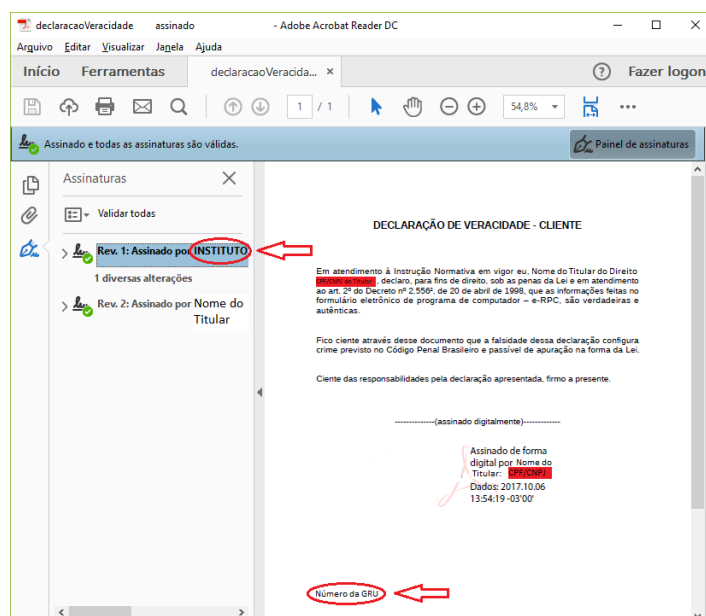 declaracaoVeracidade assinado - Adobe Acrobat Reader DC
Arquivo Editar Visualizar Janela Ajuda
Início Ferramentas declaracaoVeracida... × ? Fazer logon
1 / 1 54,8%
Assinado e todas as assinaturas são válidas. Painel de assinaturas
Assinaturas
Validar todas
Rev. 1: Assinado por INSTITUTO
1 diversas alterações
Rev. 2: Assinado por Nome do
Titular
DECLARAÇÃO DE VERACIDADE - CLIENTE
Em atendimento à Instrução Normativa em vigor eu, Nome do Titular do Direito
CPF/CNPJ do Titular , declaro, para fins de direito, sob as penas da Lei e em atendimento
ao art. 2º do Decreto nº 2.556², de 20 de abril de 1998, que as informações feitas no
formulário eletrônico de programa de computador – e-RPC, são verdadeiras e
autênticas.
Fico ciente através desse documento que a falsidade dessa declaração configura
crime previsto no Código Penal Brasileiro e passível de apuração na forma da Lei.
Ciente das responsabilidades pela declaração apresentada, firmo a presente.
--------------(assinado digitalmente)-------------
Assinado de forma
digital por Nome do
Titular: CPF/CNPJ
Dados: 2017.10.06
13:54:19 -03'00'
Número da GRU